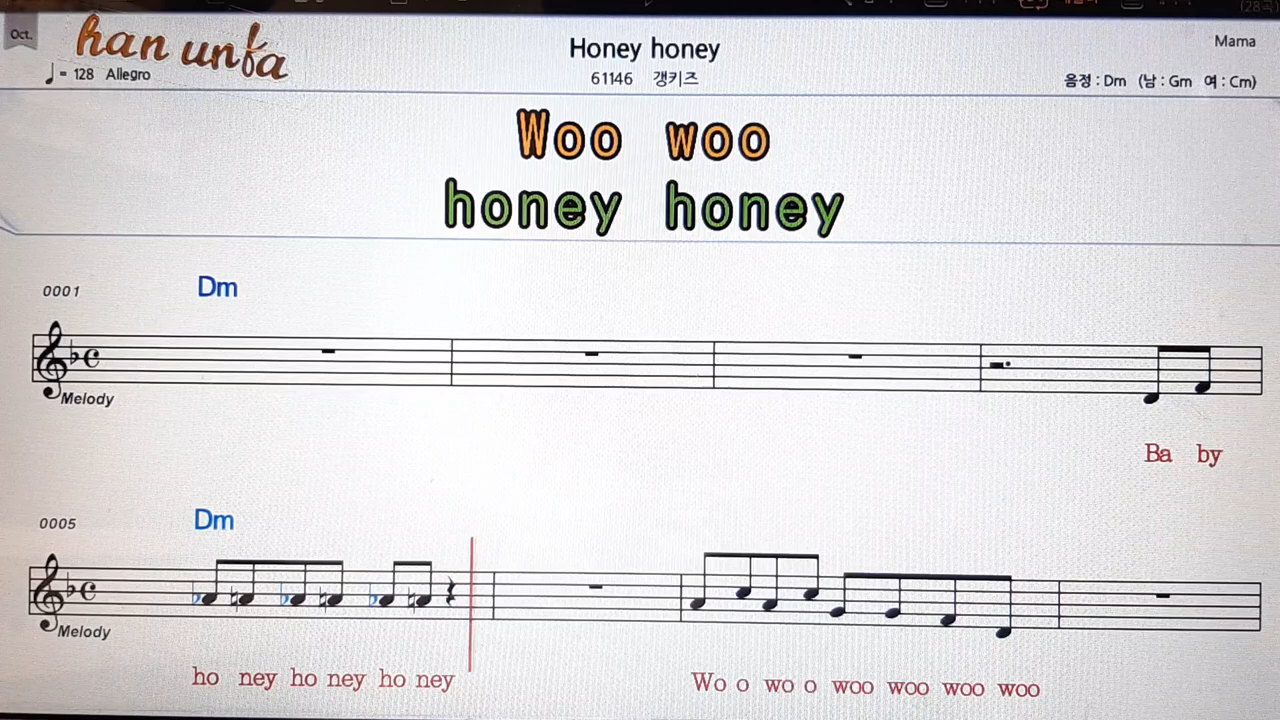 Oct.
han unfa
Honey honey
Mama
♩= 128 Allegro
61146 갱키즈
음정 : Dm (남 : Gm 여 : Cm)
Woo woo
honey honey
0001 Dm
Melody
Ba by
0005 Dm
Melody
ho ney ho ney ho ney Wo o wo o woo woo woo woo